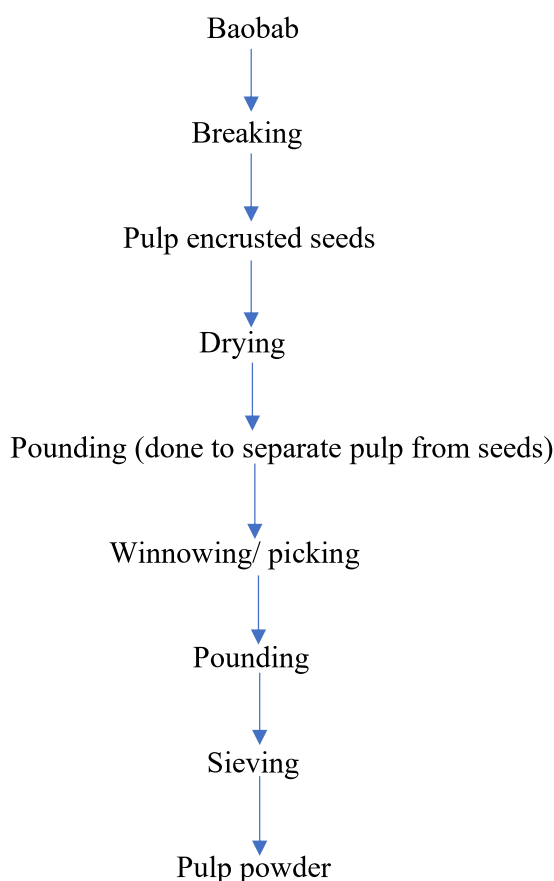 Baobab
Breaking
Pulp encrusted seeds
Drying
Pounding (done to separate pulp from seeds)
Winnowing/ picking
Pounding
Sieving
Pulp powder